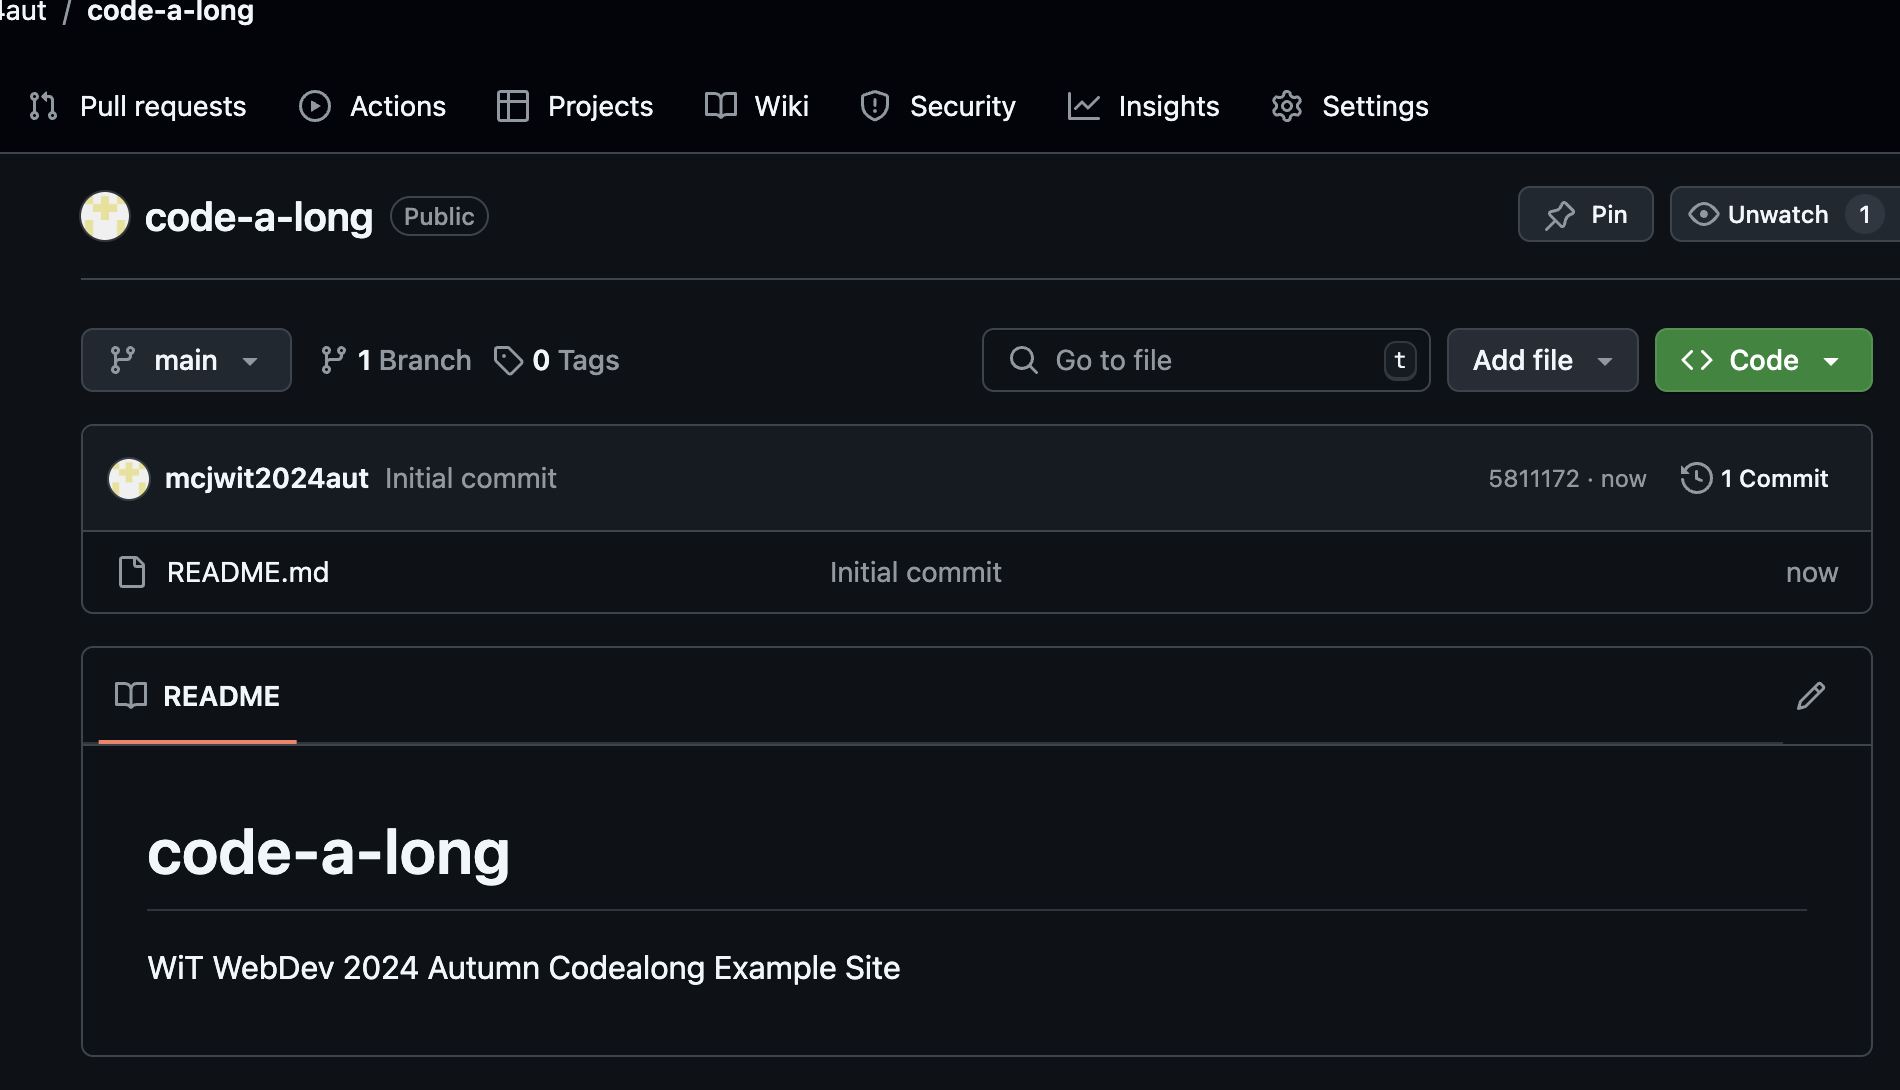 4aut / code-a-long
Pull requests Actions Projects Wiki Security Insights Settings
code-a-long Public Pin Unwatch 1
main 1 Branch 0 Tags Go to file t Add file <> Code
mcjwit2024aut Initial commit 5811172 · now 1 Commit
README.md Initial commit now
README
code-a-long
WiT WebDev 2024 Autumn Codealong Example Site